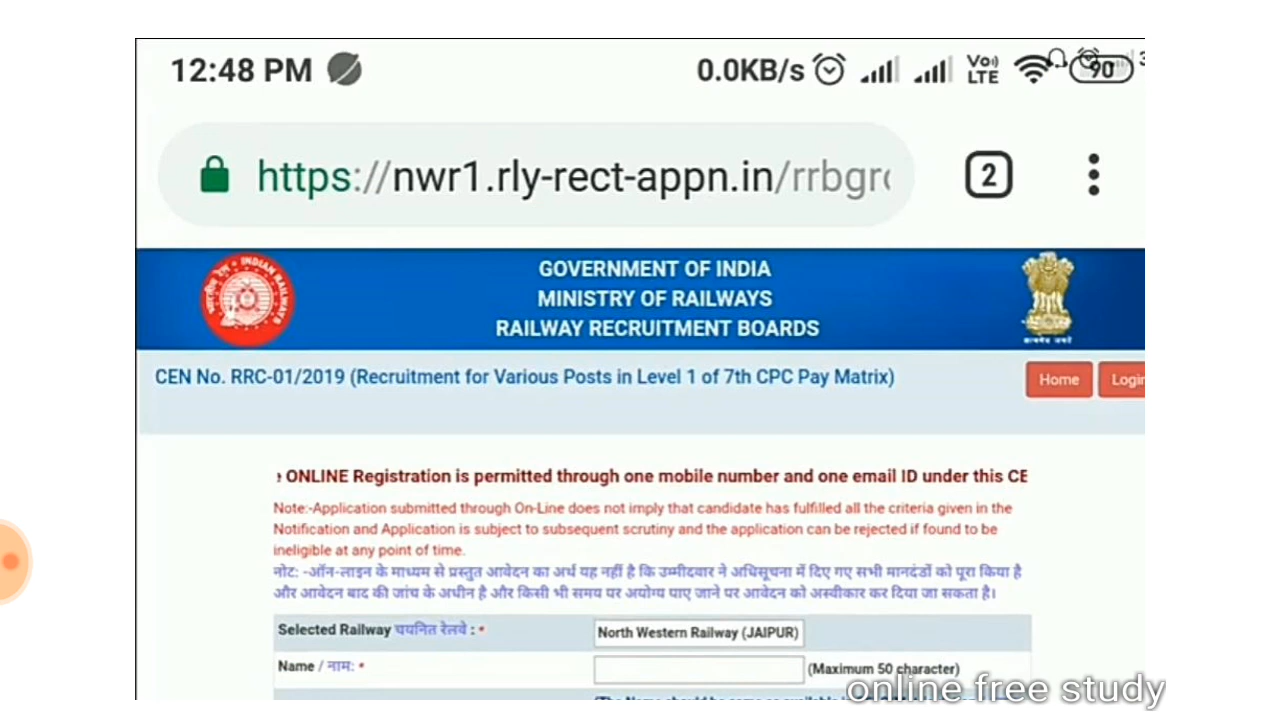 12:48 PM 0.0KB/s Vo)) LTE 90
https://nwr1.rly-rect-appn.in/rrbgr 2
GOVERNMENT OF INDIA
MINISTRY OF RAILWAYS
RAILWAY RECRUITMENT BOARDS
CEN No. RRC-01/2019 (Recruitment for Various Posts in Level 1 of 7th CPC Pay Matrix) Home Login
ONLINE Registration is permitted through one mobile number and one email ID under this CE
Note:-Application submitted through On-Line does not imply that candidate has fulfilled all the criteria given in the
Notification and Application is subject to subsequent scrutiny and the application can be rejected if found to be
ineligible at any point of time.
नोट: -ऑन-लाइन के माध्यम से प्रस्तुत आवेदन का अर्थ यह नहीं है कि उम्मीदवार ने अधिसूचना में दिए गए सभी मानदंडों को पूरा किया है
और आवेदन बाद की जांच के अधीन है और किसी भी समय पर अयोग्य पाए जाने पर आवेदन को अस्वीकार कर दिया जा सकता है।
Selected Railway चयनित रेलवे : * North Western Railway (JAIPUR)
Name / नाम: * (Maximum 50 character)
online free study